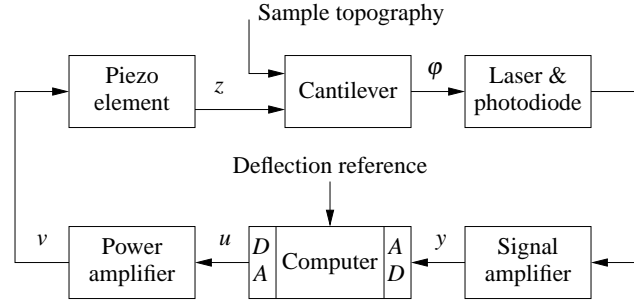 Sample topography
Piezo
element
z
Cantilever
φ
Laser &
photodiode
Deflection reference
v
Power
amplifier
u
D
A
Computer
A
D
y
Signal
amplifier